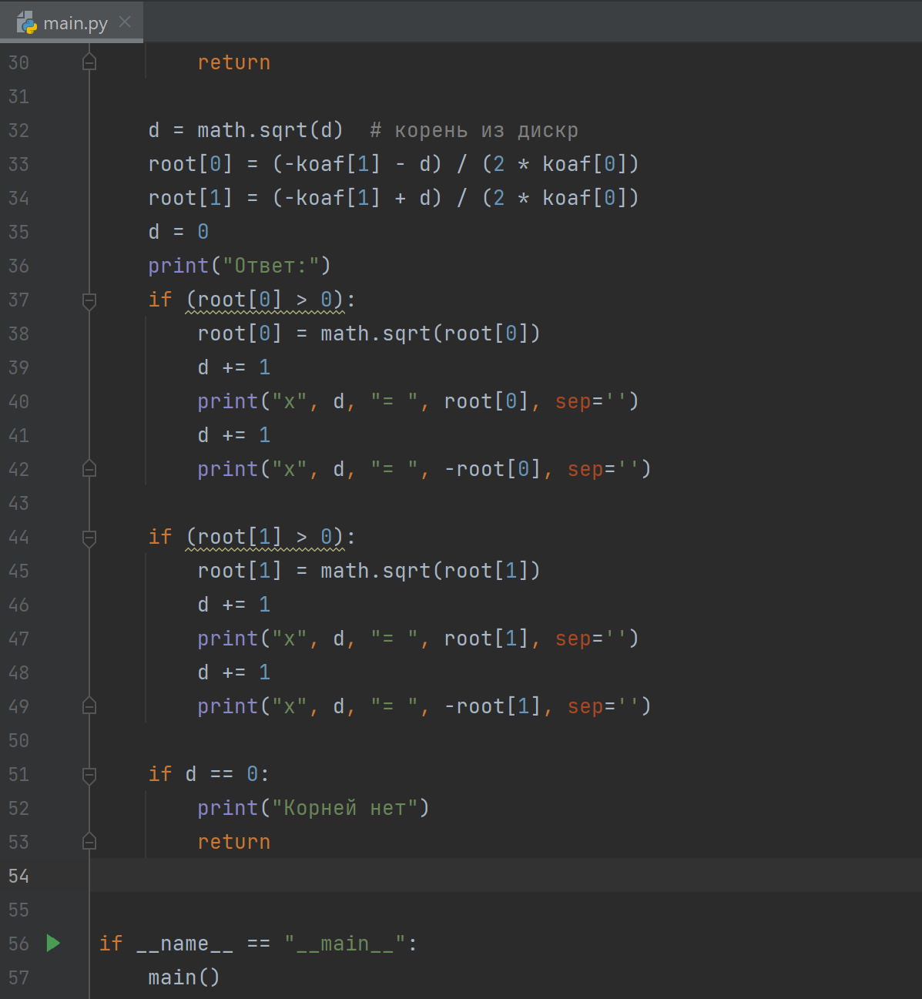 main.py
30 return
31
32 d = math.sqrt(d)  # корень из дискр
33 root[0] = (-koaf[1] - d) / (2 * koaf[0])
34 root[1] = (-koaf[1] + d) / (2 * koaf[0])
35 d = 0
36 print("Ответ:")
37 if (root[0] > 0):
38 root[0] = math.sqrt(root[0])
39 d += 1
40 print("x", d, "= ", root[0], sep='')
41 d += 1
42 print("x", d, "= ", -root[0], sep='')
43
44 if (root[1] > 0):
45 root[1] = math.sqrt(root[1])
46 d += 1
47 print("x", d, "= ", root[1], sep='')
48 d += 1
49 print("x", d, "= ", -root[1], sep='')
50
51 if d == 0:
52 print("Корней нет")
53 return
54
55
56 if __name__ == "__main__":
57 main()